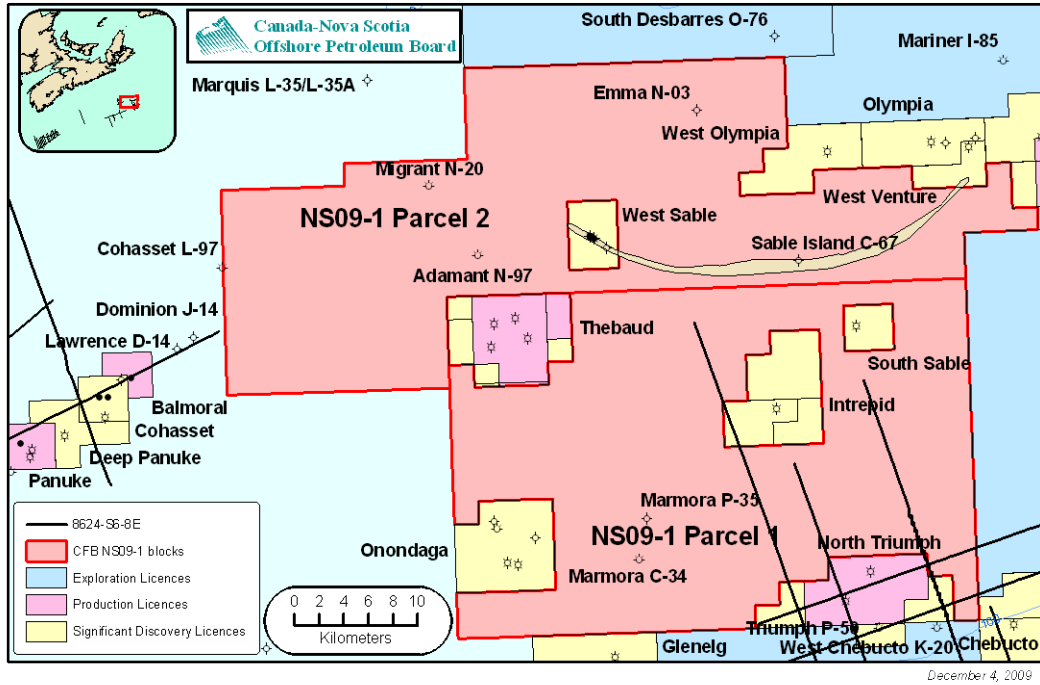 Canada-Nova Scotia
Offshore Petroleum Board
South Desbarres O-76
Mariner I-85
Marquis L-35/L-35A
Emma N-03
Olympia
West Olympia
Migrant N-20
NS09-1 Parcel 2
West Sable
West Venture
Cohasset L-97
Sable Island C-67
Adamant N-97
Dominion J-14
Thebaud
Lawrence D-14
South Sable
Balmoral
Intrepid
Cohasset
Deep Panuke
Panuke
Marmora P-35
NS09-1 Parcel 1
North Triumph
Onondaga
Marmora C-34
Triumph P-50
West Chebucto K-20
Chebucto
Glenelg
100
8624-S6-8E
CFB NS09-1 blocks
Exploration Licences
Production Licences
Significant Discovery Licences
0 2 4 6 8 10
Kilometers
December 4, 2009